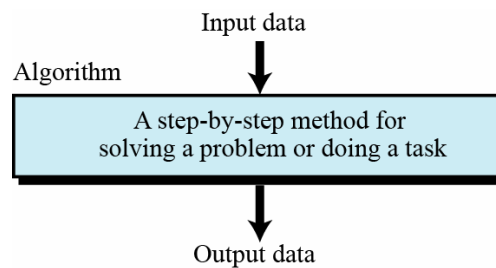 Input data
Algorithm
A step-by-step method for
solving a problem or doing a task
Output data